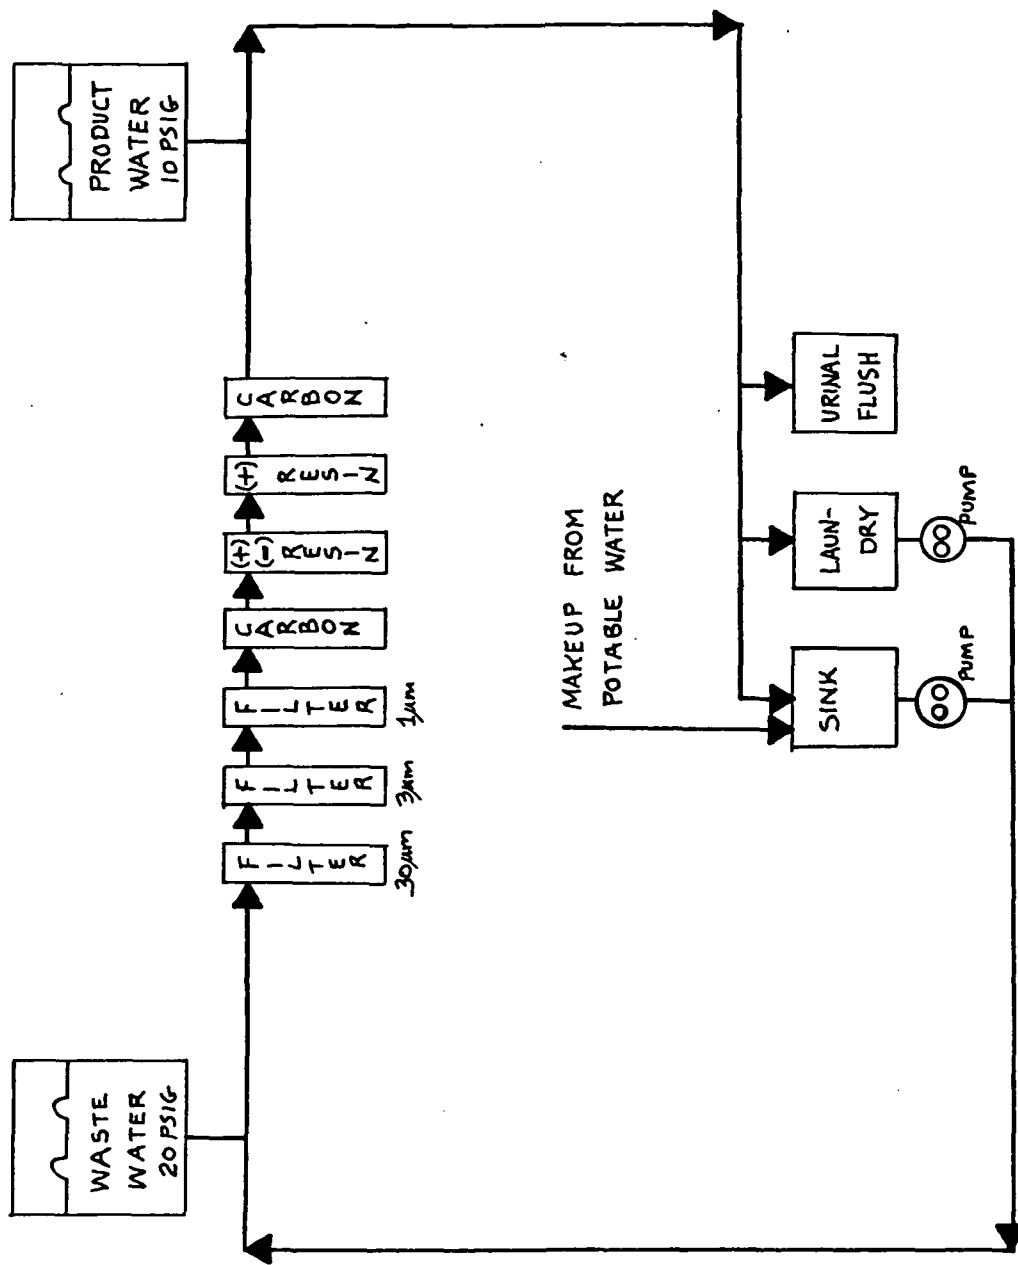 WASTE
WATER
20 PSIG
PRODUCT
WATER
10 PSIG
FILTER
30µm
FILTER
3µm
FILTER
1µm
CARBON
(+)
(-)
RESIN
(+)
RESIN
CARBON
MAKEUP FROM
POTABLE WATER
SINK
PUMP
LAUN-
DRY
PUMP
URINAL
FLUSH